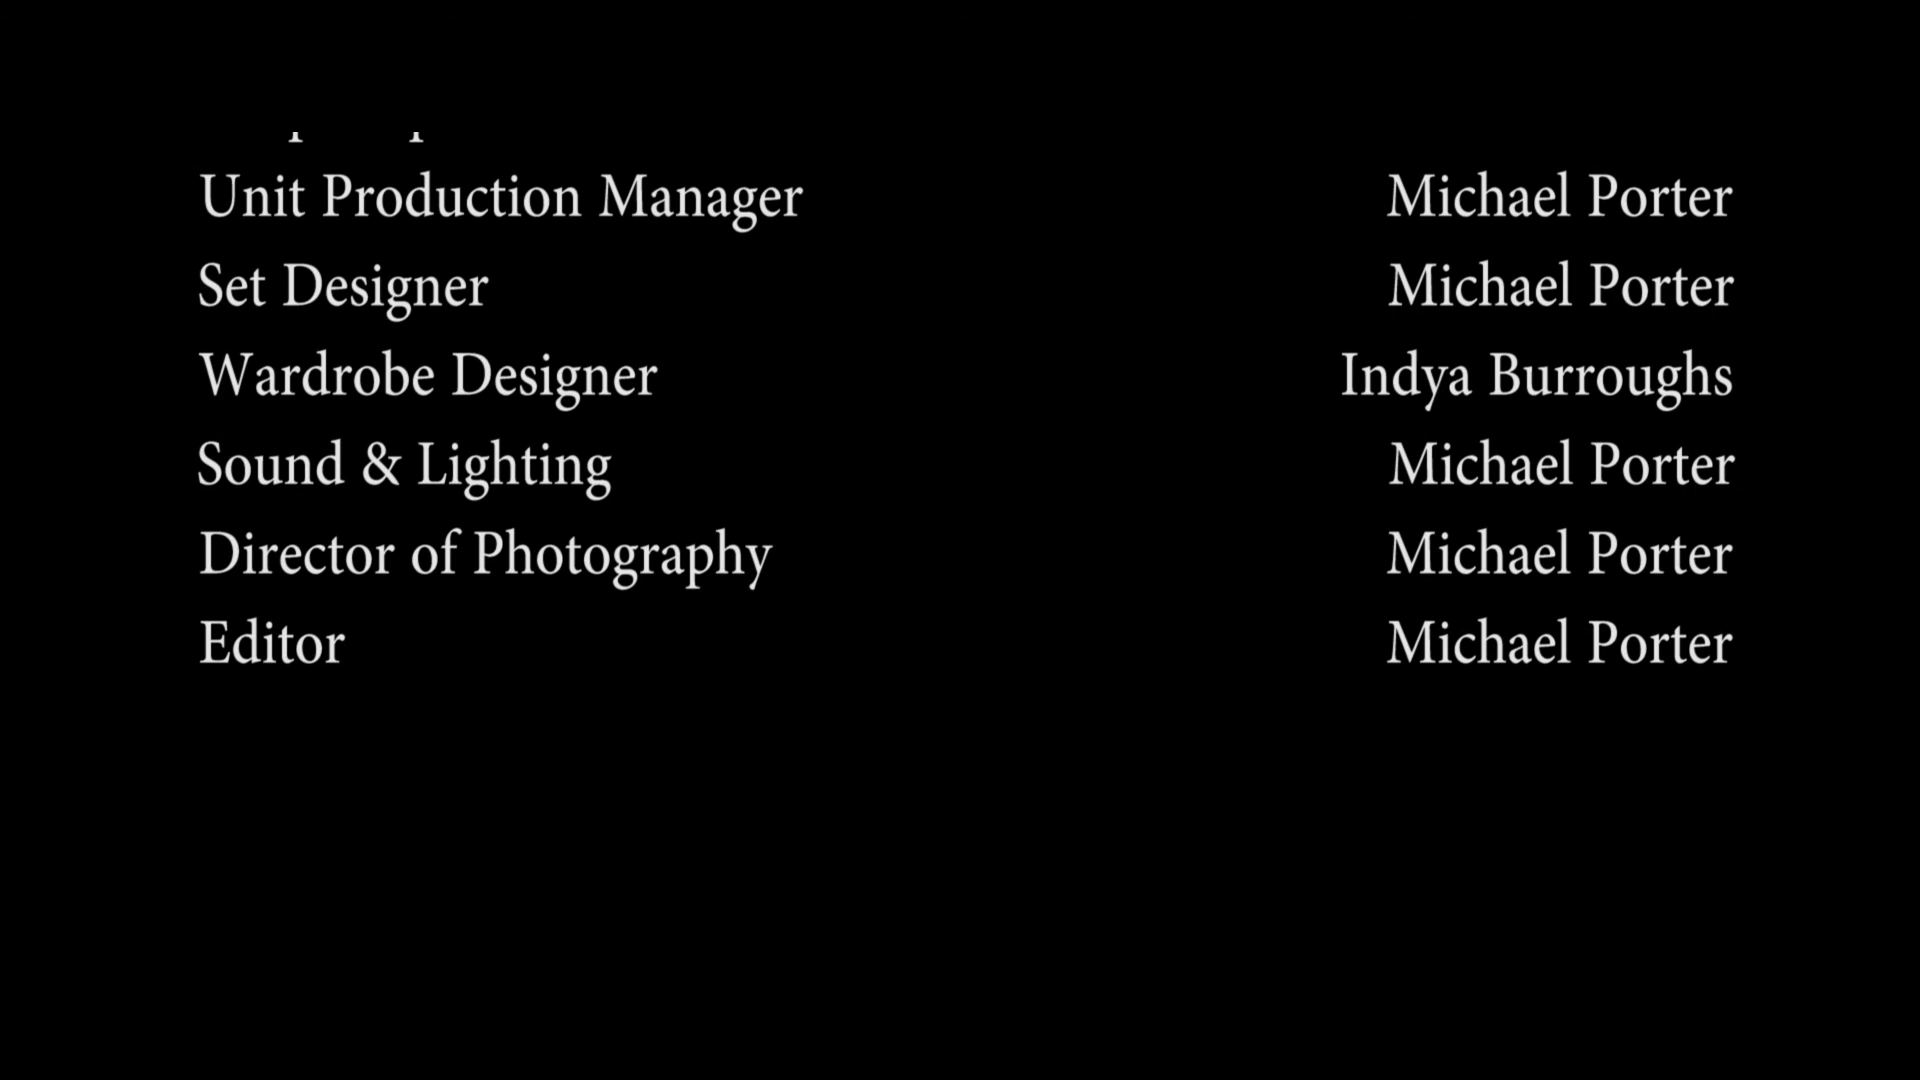 Unit Production Manager Michael Porter
Set Designer Michael Porter
Wardrobe Designer Indya Burroughs
Sound & Lighting Michael Porter
Director of Photography Michael Porter
Editor Michael Porter